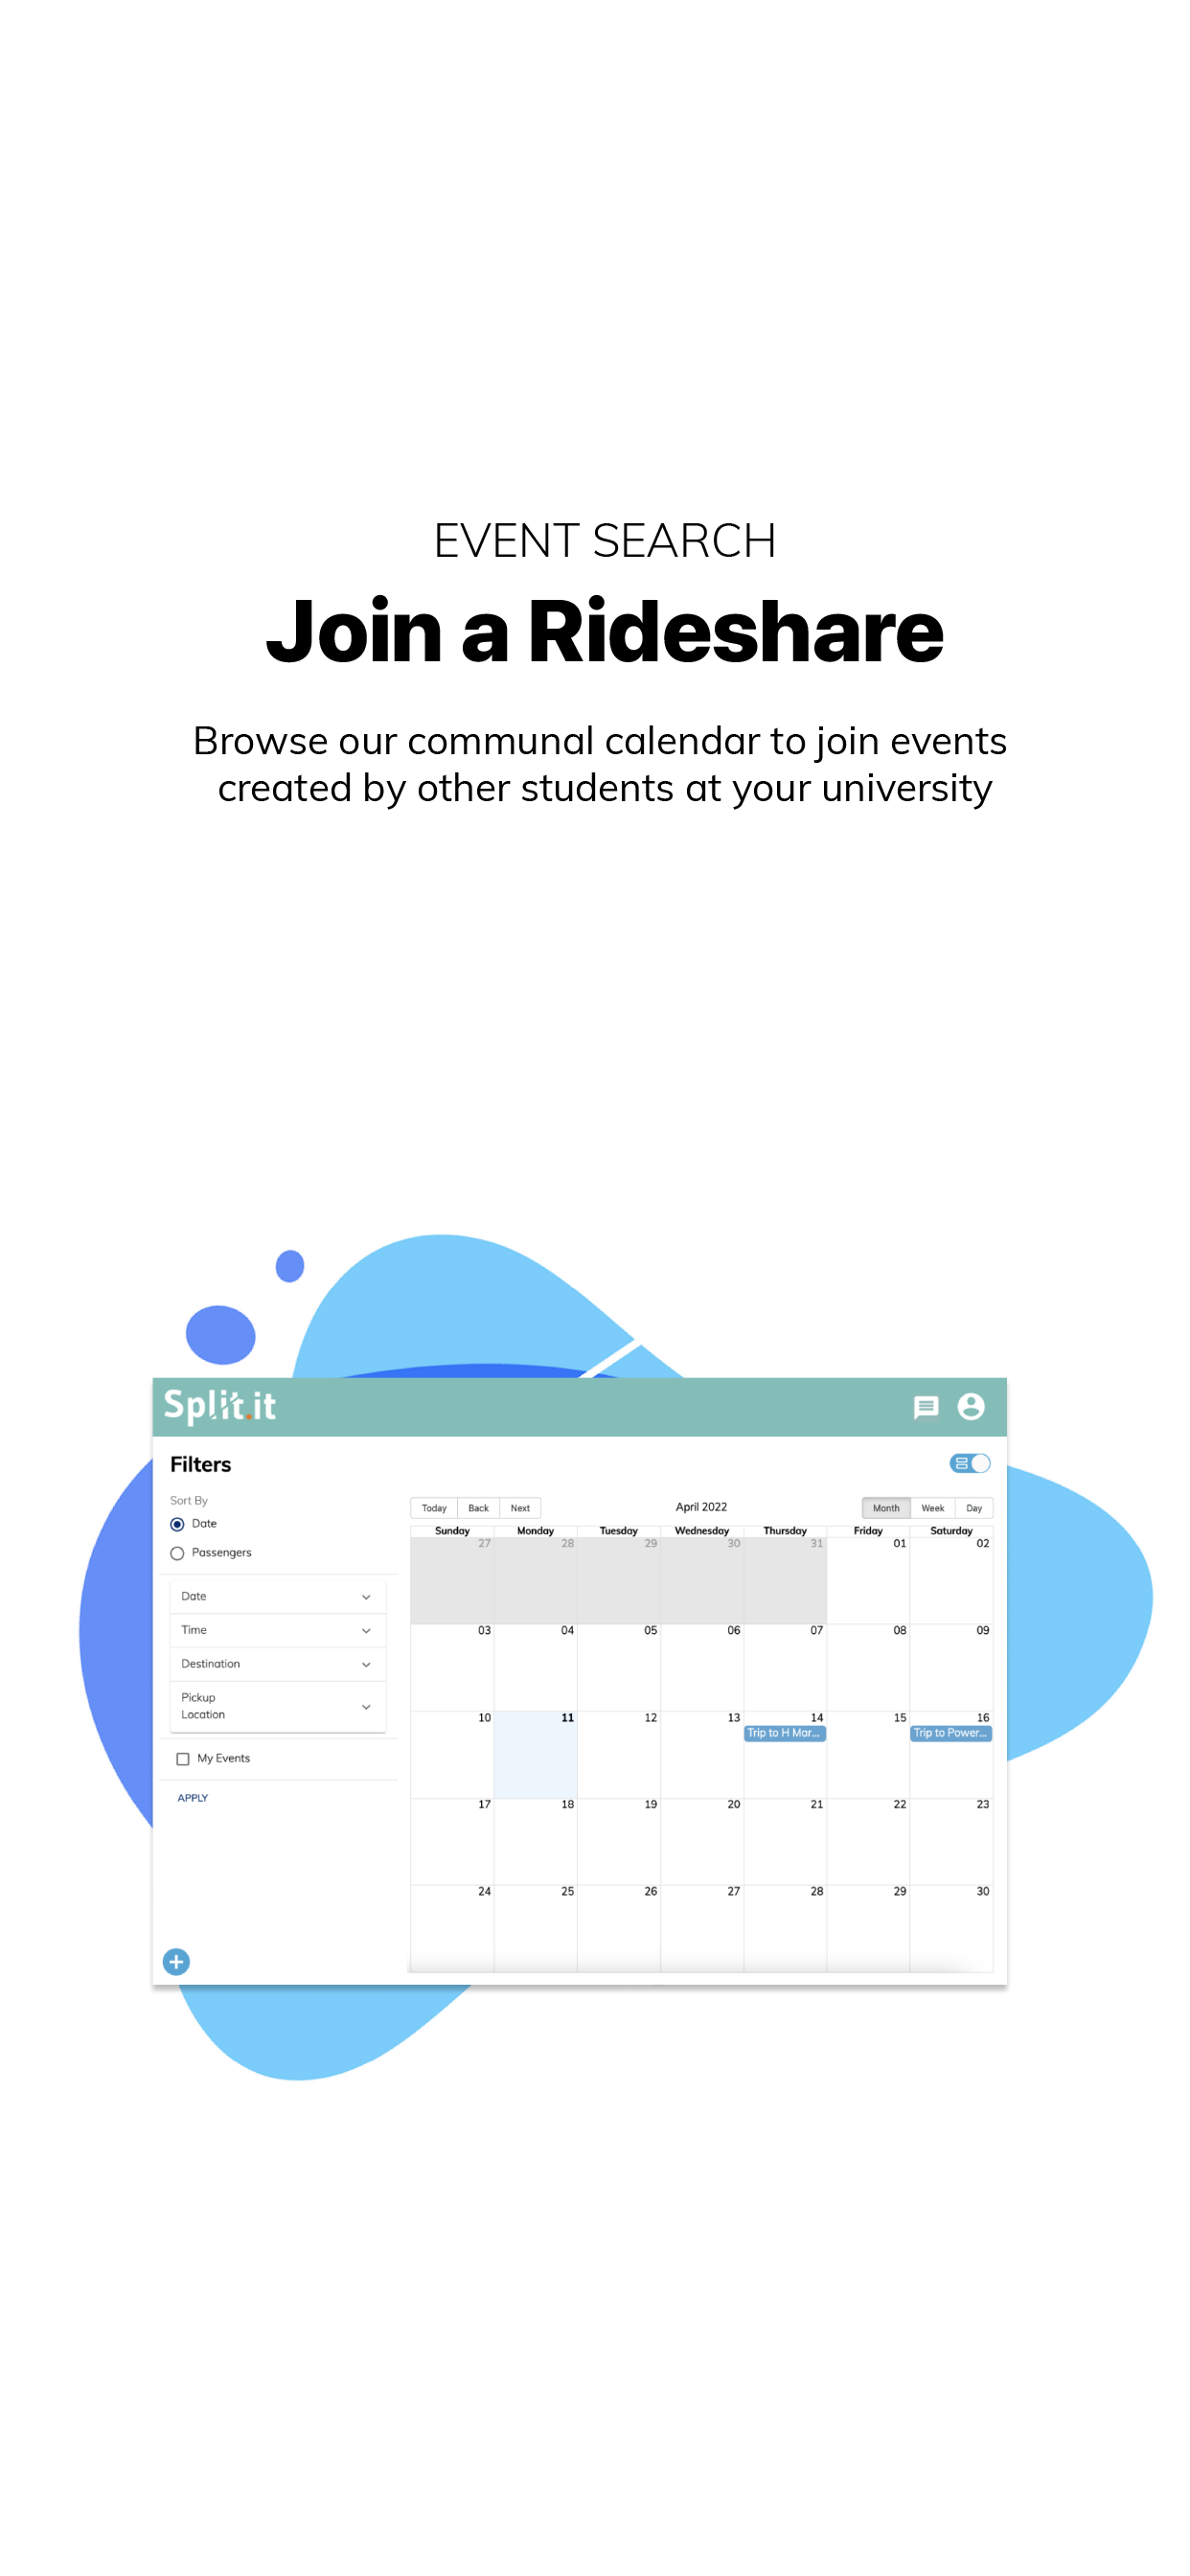 EVENT SEARCH
Join a Rideshare
Browse our communal calendar to join events
created by other students at your university
Split.it
Filters
Sort By
Date
Passengers
Date
Time
Destination
Pickup
Location
My Events
APPLY
Today Back Next April 2022 Month Week Day
Sunday Monday Tuesday Wednesday Thursday Friday Saturday
27 28 29 30 31 01 02
03 04 05 06 07 08 09
10 11 12 13 14 15 16
Trip to H Mar... Trip to Power...
17 18 19 20 21 22 23
24 25 26 27 28 29 30